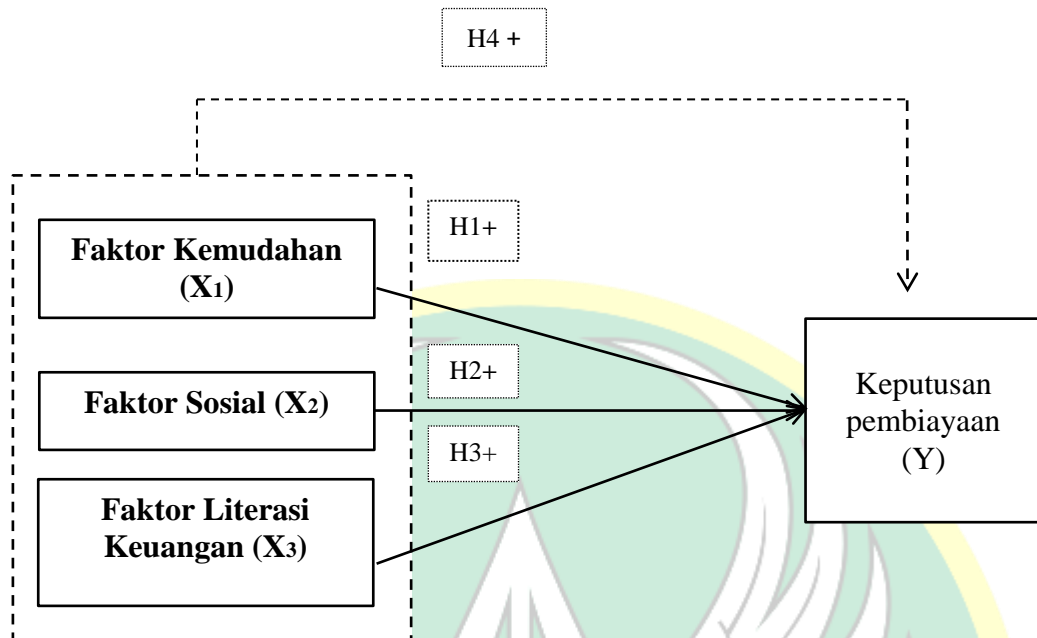 H4 +
H1+
Faktor Kemudahan
(X1)
H2+
Faktor Sosial (X2)
H3+
Faktor Literasi
Keuangan (X3)
Keputusan
pembiayaan
(Y)